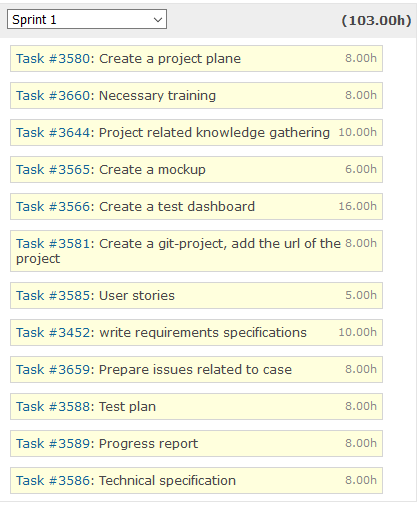 Sprint 1 (103.00h)
Task #3580: Create a project plane 8.00h
Task #3660: Necessary training 8.00h
Task #3644: Project related knowledge gathering 10.00h
Task #3565: Create a mockup 6.00h
Task #3566: Create a test dashboard 16.00h
Task #3581: Create a git-project, add the url of the 8.00h
project
Task #3585: User stories 5.00h
Task #3452: write requirements specifications 10.00h
Task #3659: Prepare issues related to case 8.00h
Task #3588: Test plan 8.00h
Task #3589: Progress report 8.00h
Task #3586: Technical specification 8.00h